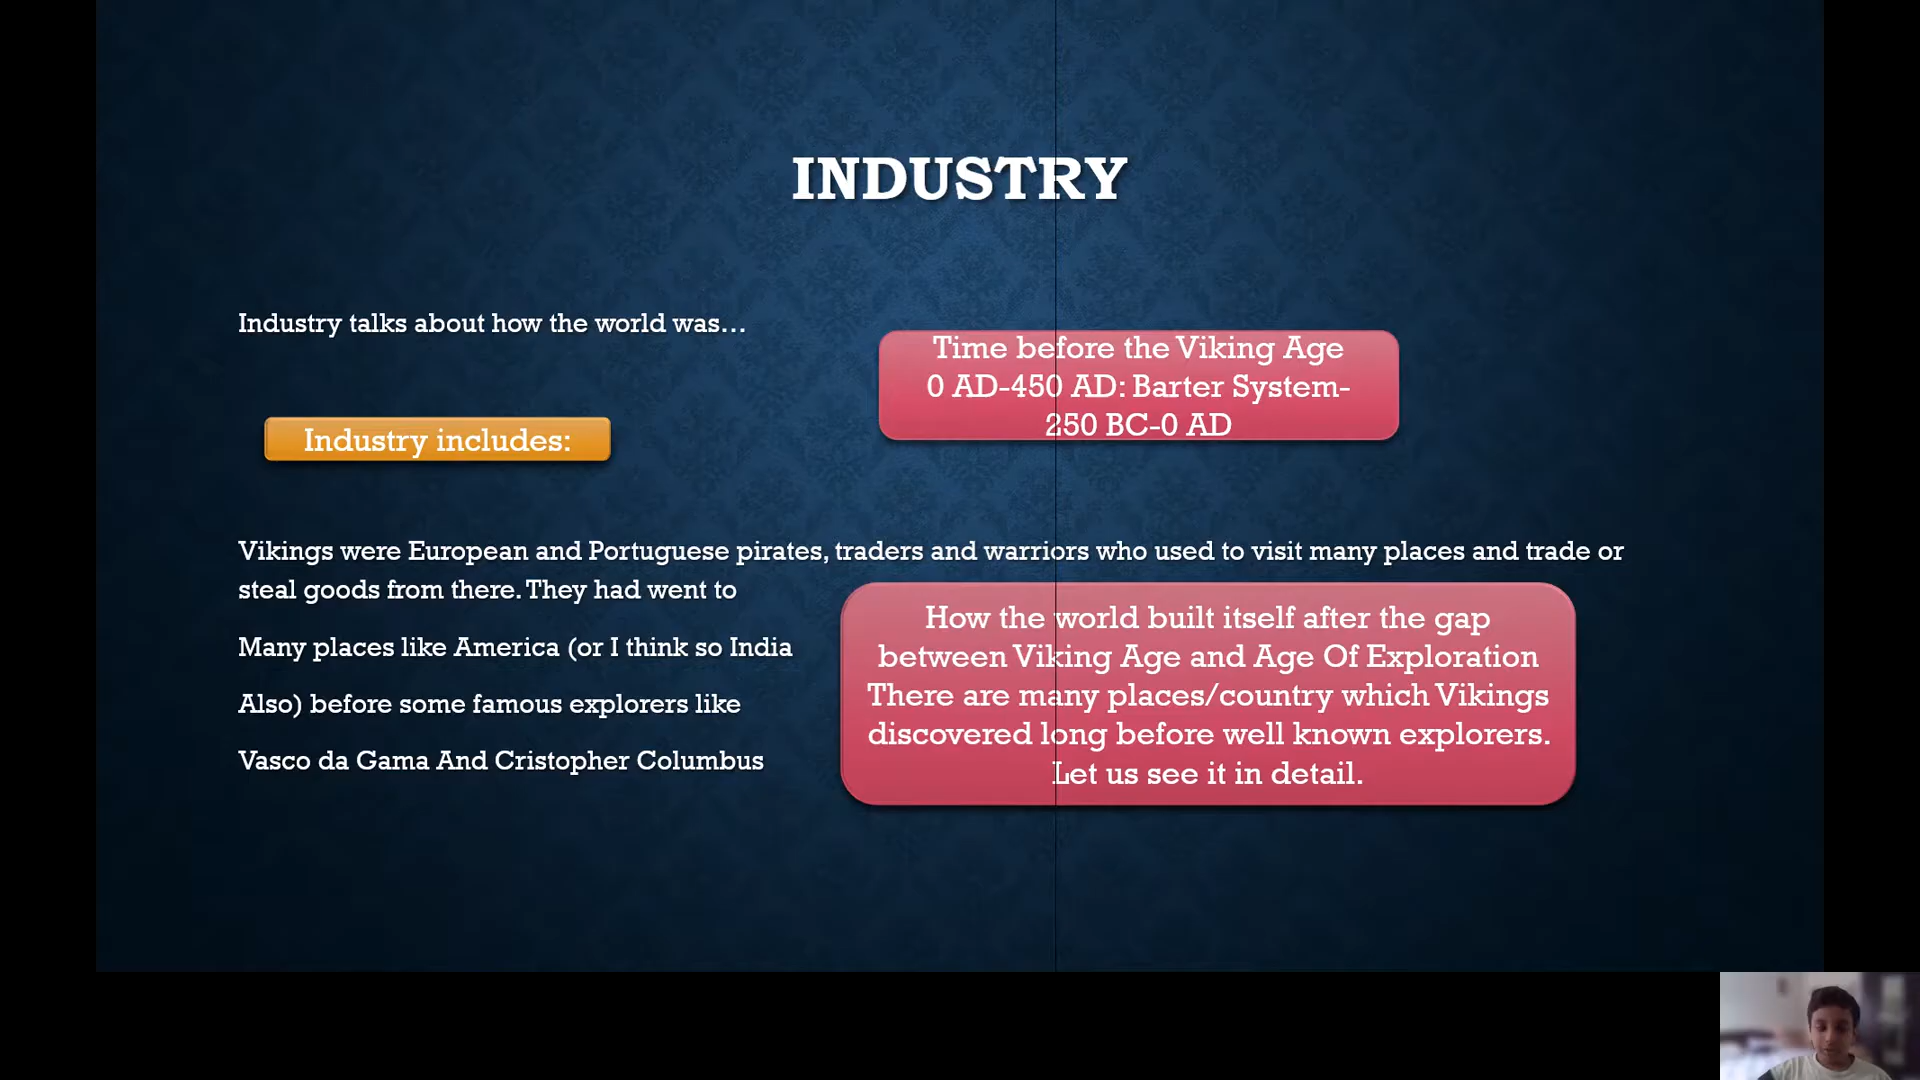 INDUSTRY
Industry talks about how the world was...
Time before the Viking Age
0 AD-450 AD: Barter System-
250 BC-0 AD
Industry includes:
Vikings were European and Portuguese pirates, traders and warriors who used to visit many places and trade or
steal goods from there. They had went to
Many places like America (or I think so India
Also) before some famous explorers like
Vasco da Gama And Cristopher Columbus
How the world built itself after the gap
between Viking Age and Age Of Exploration
There are many places/country which Vikings
discovered long before well known explorers.
Let us see it in detail.